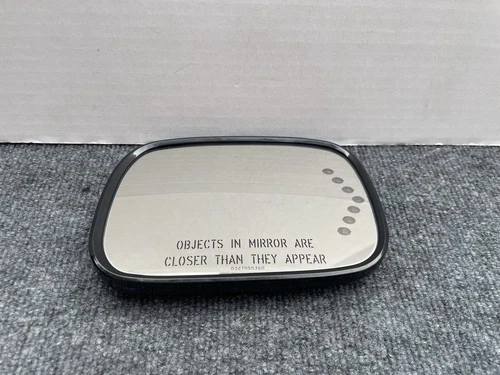 OBJECTS IN MIRROR ARE
CLOSER THAN THEY APPEAR